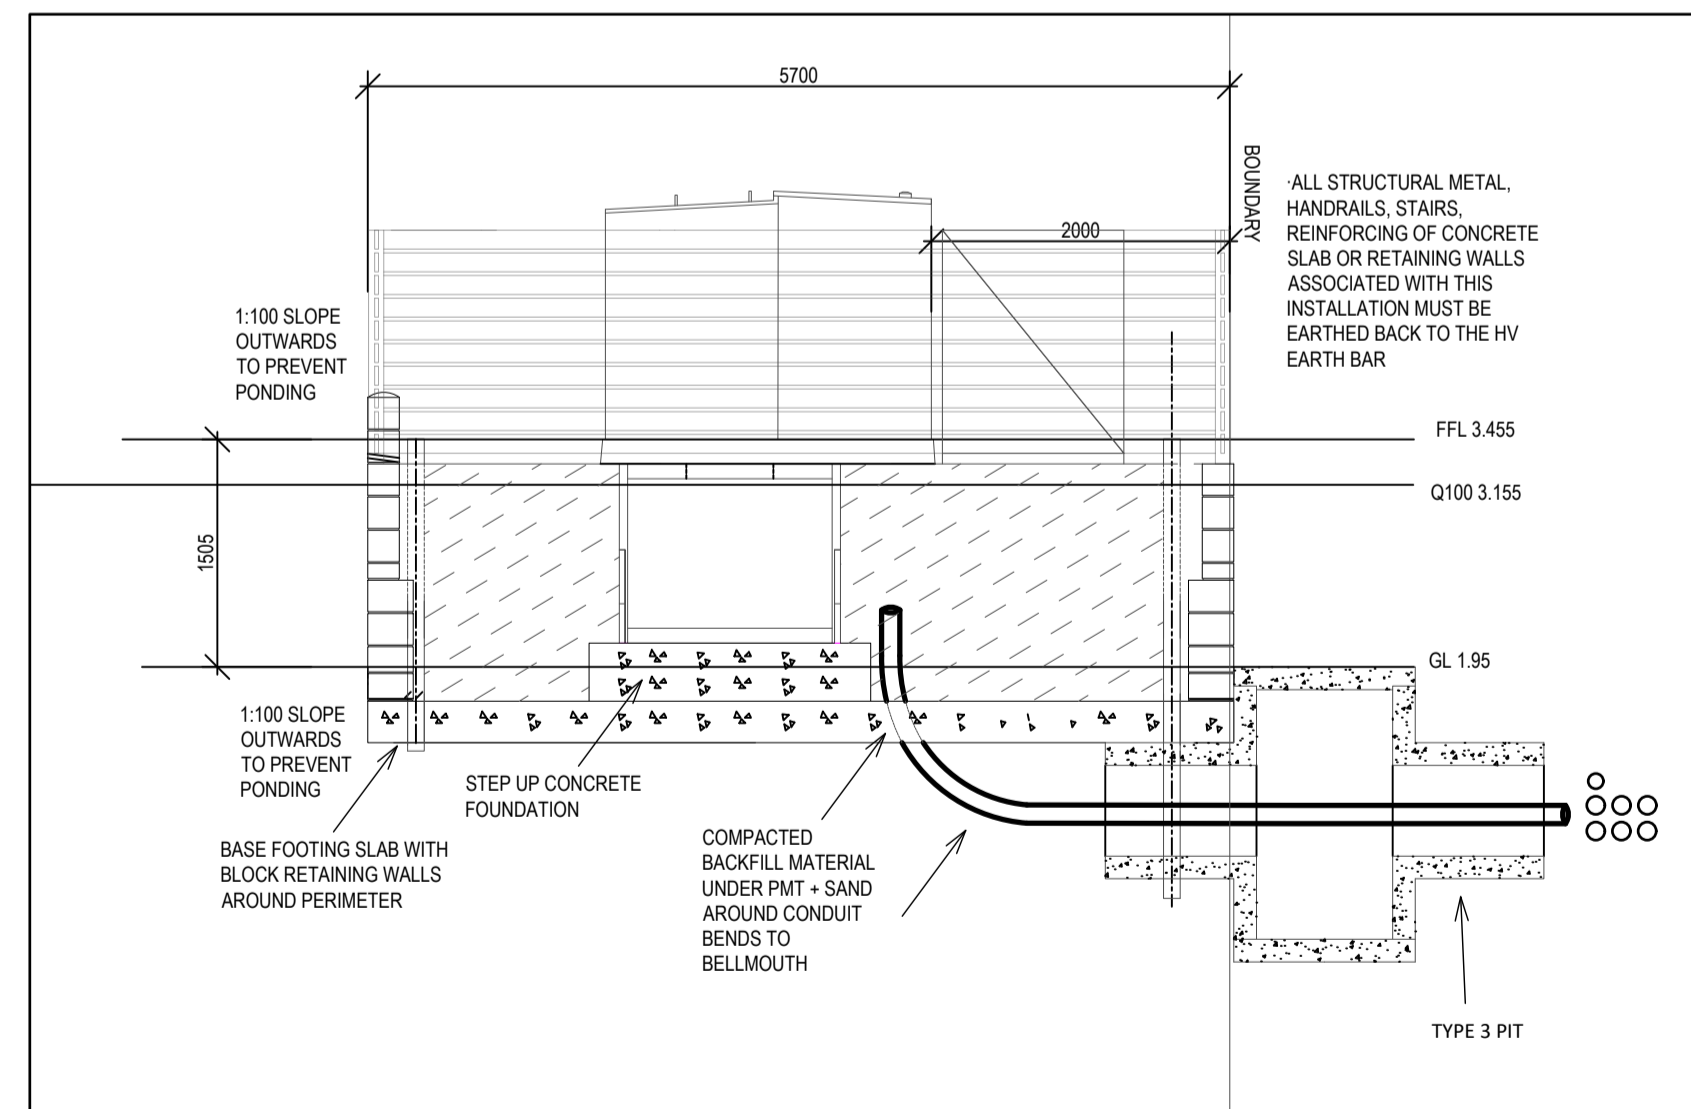 5700
BOUNDARY
2000
·ALL STRUCTURAL METAL,
HANDRAILS, STAIRS,
REINFORCING OF CONCRETE
SLAB OR RETAINING WALLS
ASSOCIATED WITH THIS
INSTALLATION MUST BE
EARTHED BACK TO THE HV
EARTH BAR
1:100 SLOPE
OUTWARDS
TO PREVENT
PONDING
FFL 3.455
Q100 3.155
1505
GL 1.95
1:100 SLOPE
OUTWARDS
TO PREVENT
PONDING
STEP UP CONCRETE
FOUNDATION
BASE FOOTING SLAB WITH
BLOCK RETAINING WALLS
AROUND PERIMETER
COMPACTED
BACKFILL MATERIAL
UNDER PMT + SAND
AROUND CONDUIT
BENDS TO
BELLMOUTH
TYPE 3 PIT